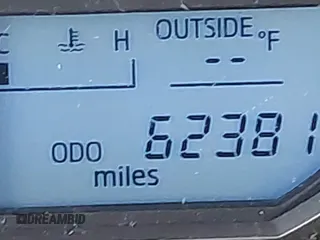 C H OUTSIDE °F
--
ODO 62381
miles
DREAMBID